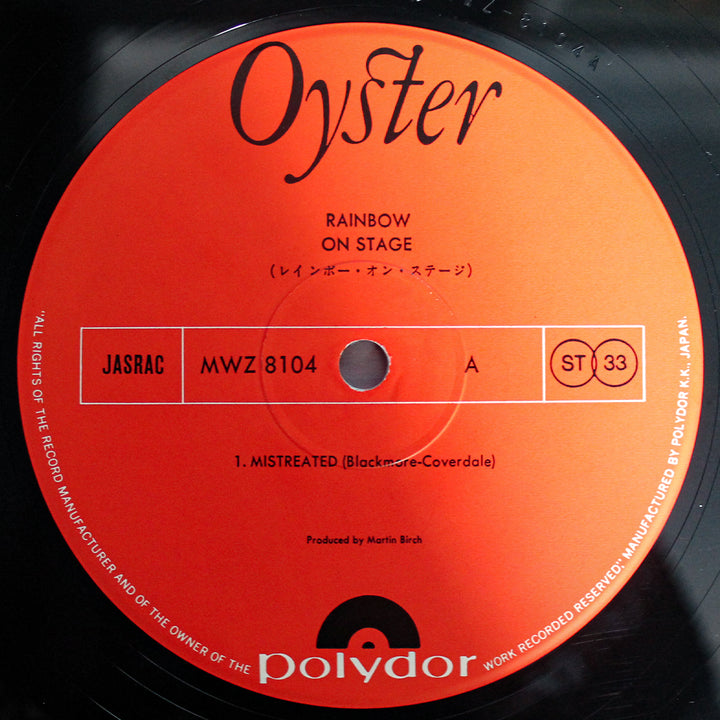 Oyster
RAINBOW
ON STAGE
(レインボー・オン・ステージ)
JASRAC MWZ 8104 A ST 33
1. MISTREATED (Blackmore-Coverdale)
Produced by Martin Birch
polydor
"ALL RIGHTS OF THE RECORD MANUFACTURER AND OF THE OWNER OF THE WORK RECORDED RESERVED." MANUFACTURED BY POLYDOR K.K., JAPAN.